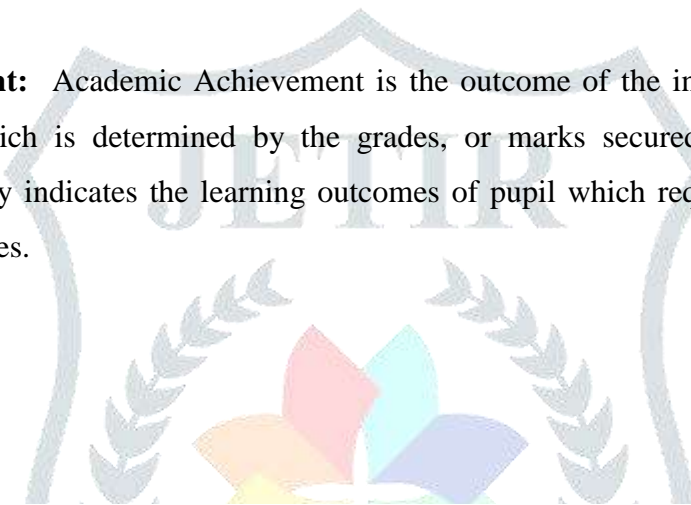 nt: Academic Achievement is the outcome of the in
ich is determined by the grades, or marks secured
y indicates the learning outcomes of pupil which req
es.
JETIR